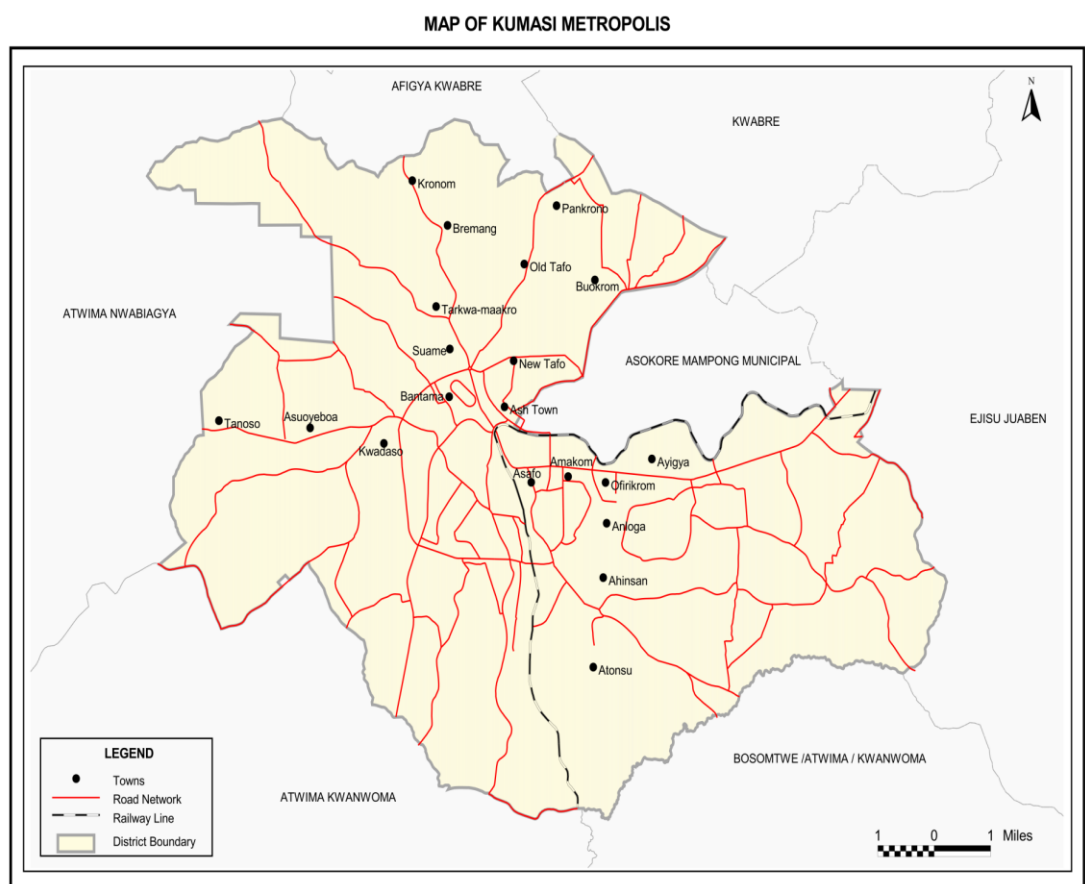 MAP OF KUMASI METROPOLIS
AFIGYA KWABRE
N
KWABRE
Kronom
Pankrono
Bremang
Old Tafo
Buokrom
Tarkwa-maakro
ATWIMA NWABIAGYA
Suame
New Tafo
ASOKORE MAMPONG MUNICIPAL
Bantama
Ash Town
Tanoso
Asuoyeboa
EJISU JUABEN
Kwadaso
Amakom
Ayigya
Asafo
Ofirikrom
Anloga
Ahinsan
Atonsu
LEGEND
Towns
Road Network
Railway Line
District Boundary
ATWIMA KWANWOMA
BOSOMTWE /ATWIMA / KWANWOMA
1 0 1 Miles